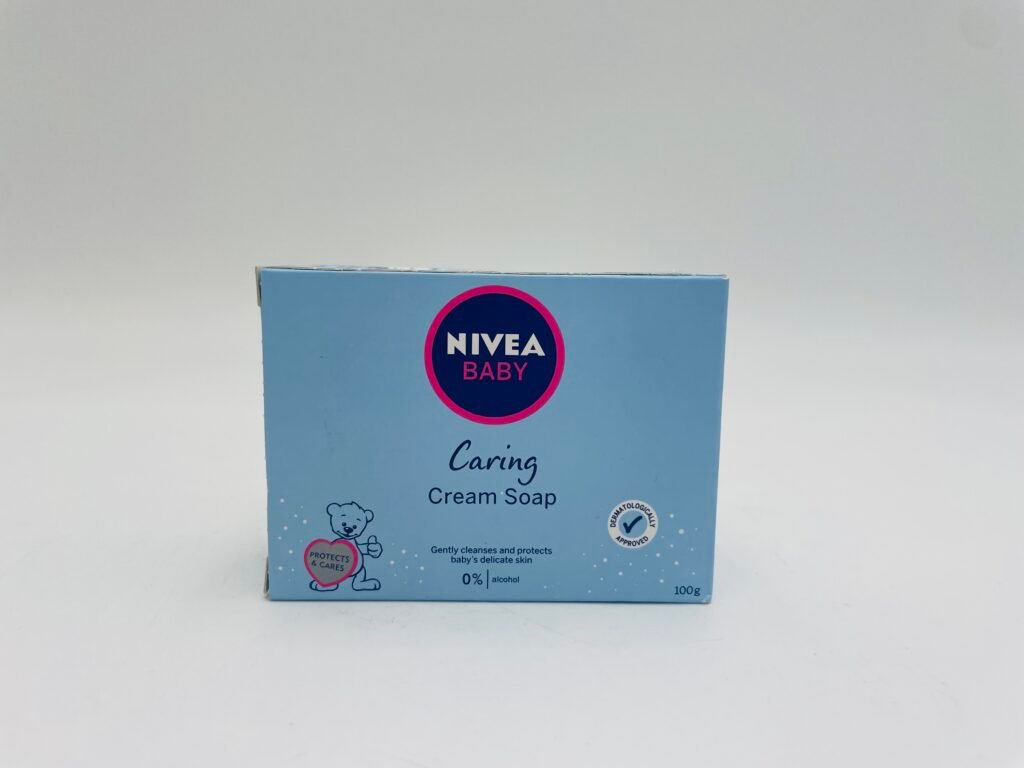 NIVEA
BABY
Caring
Cream Soap
DERMATOLOGICALLY
APPROVED
PROTECTS
& CARES
Gently cleanses and protects
baby's delicate skin
0% alcohol
100g